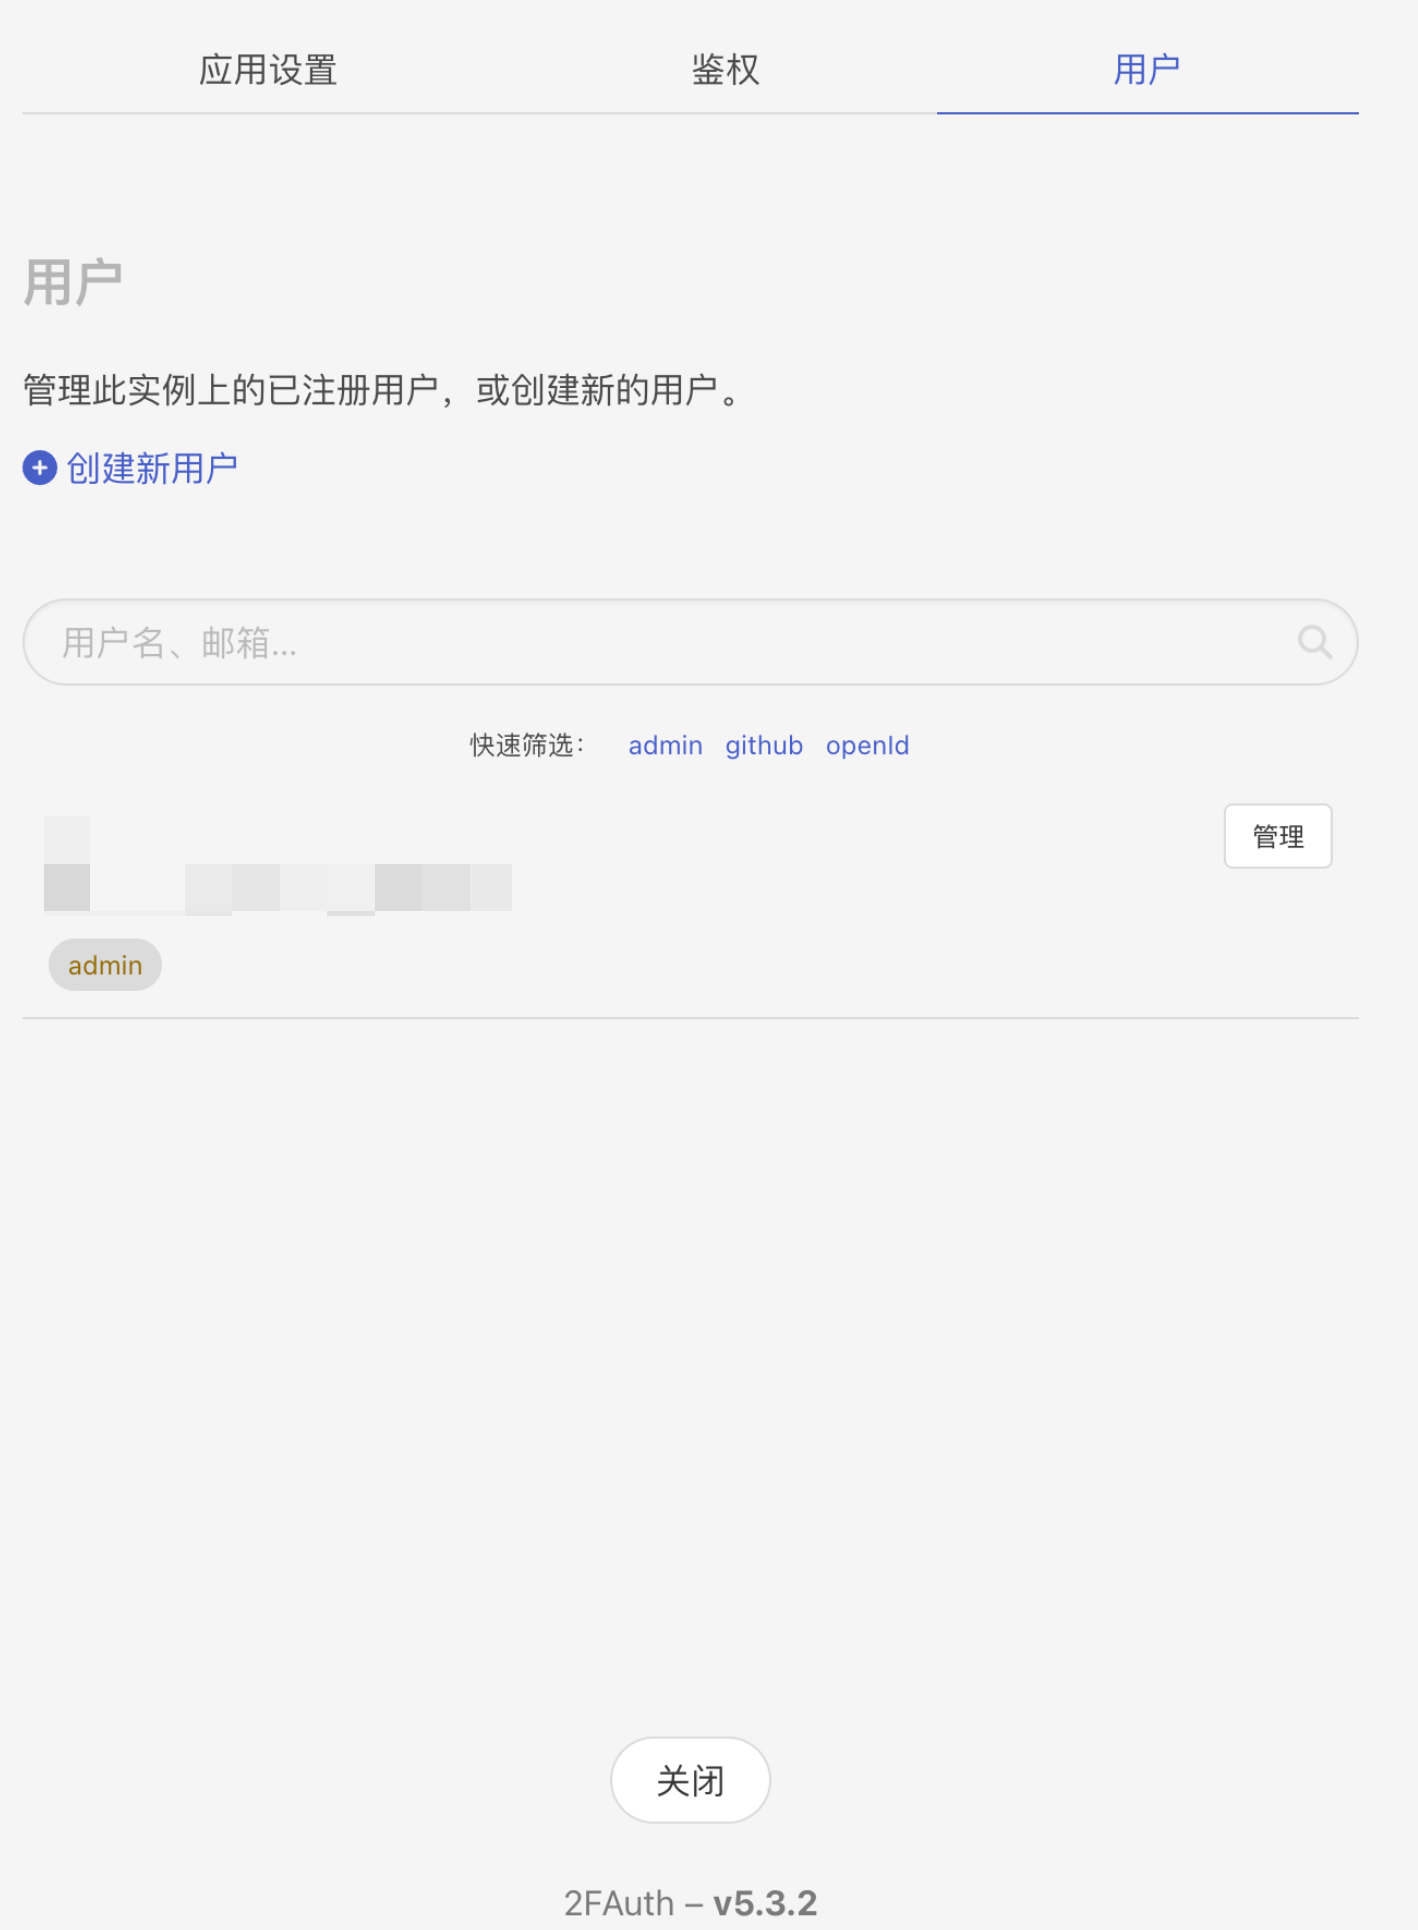 应用设置 鉴权 用户
用户
管理此实例上的已注册用户，或创建新的用户。
创建新用户
用户名、邮箱...
快速筛选： admin github openId
管理
admin
关闭
2FAuth – v5.3.2